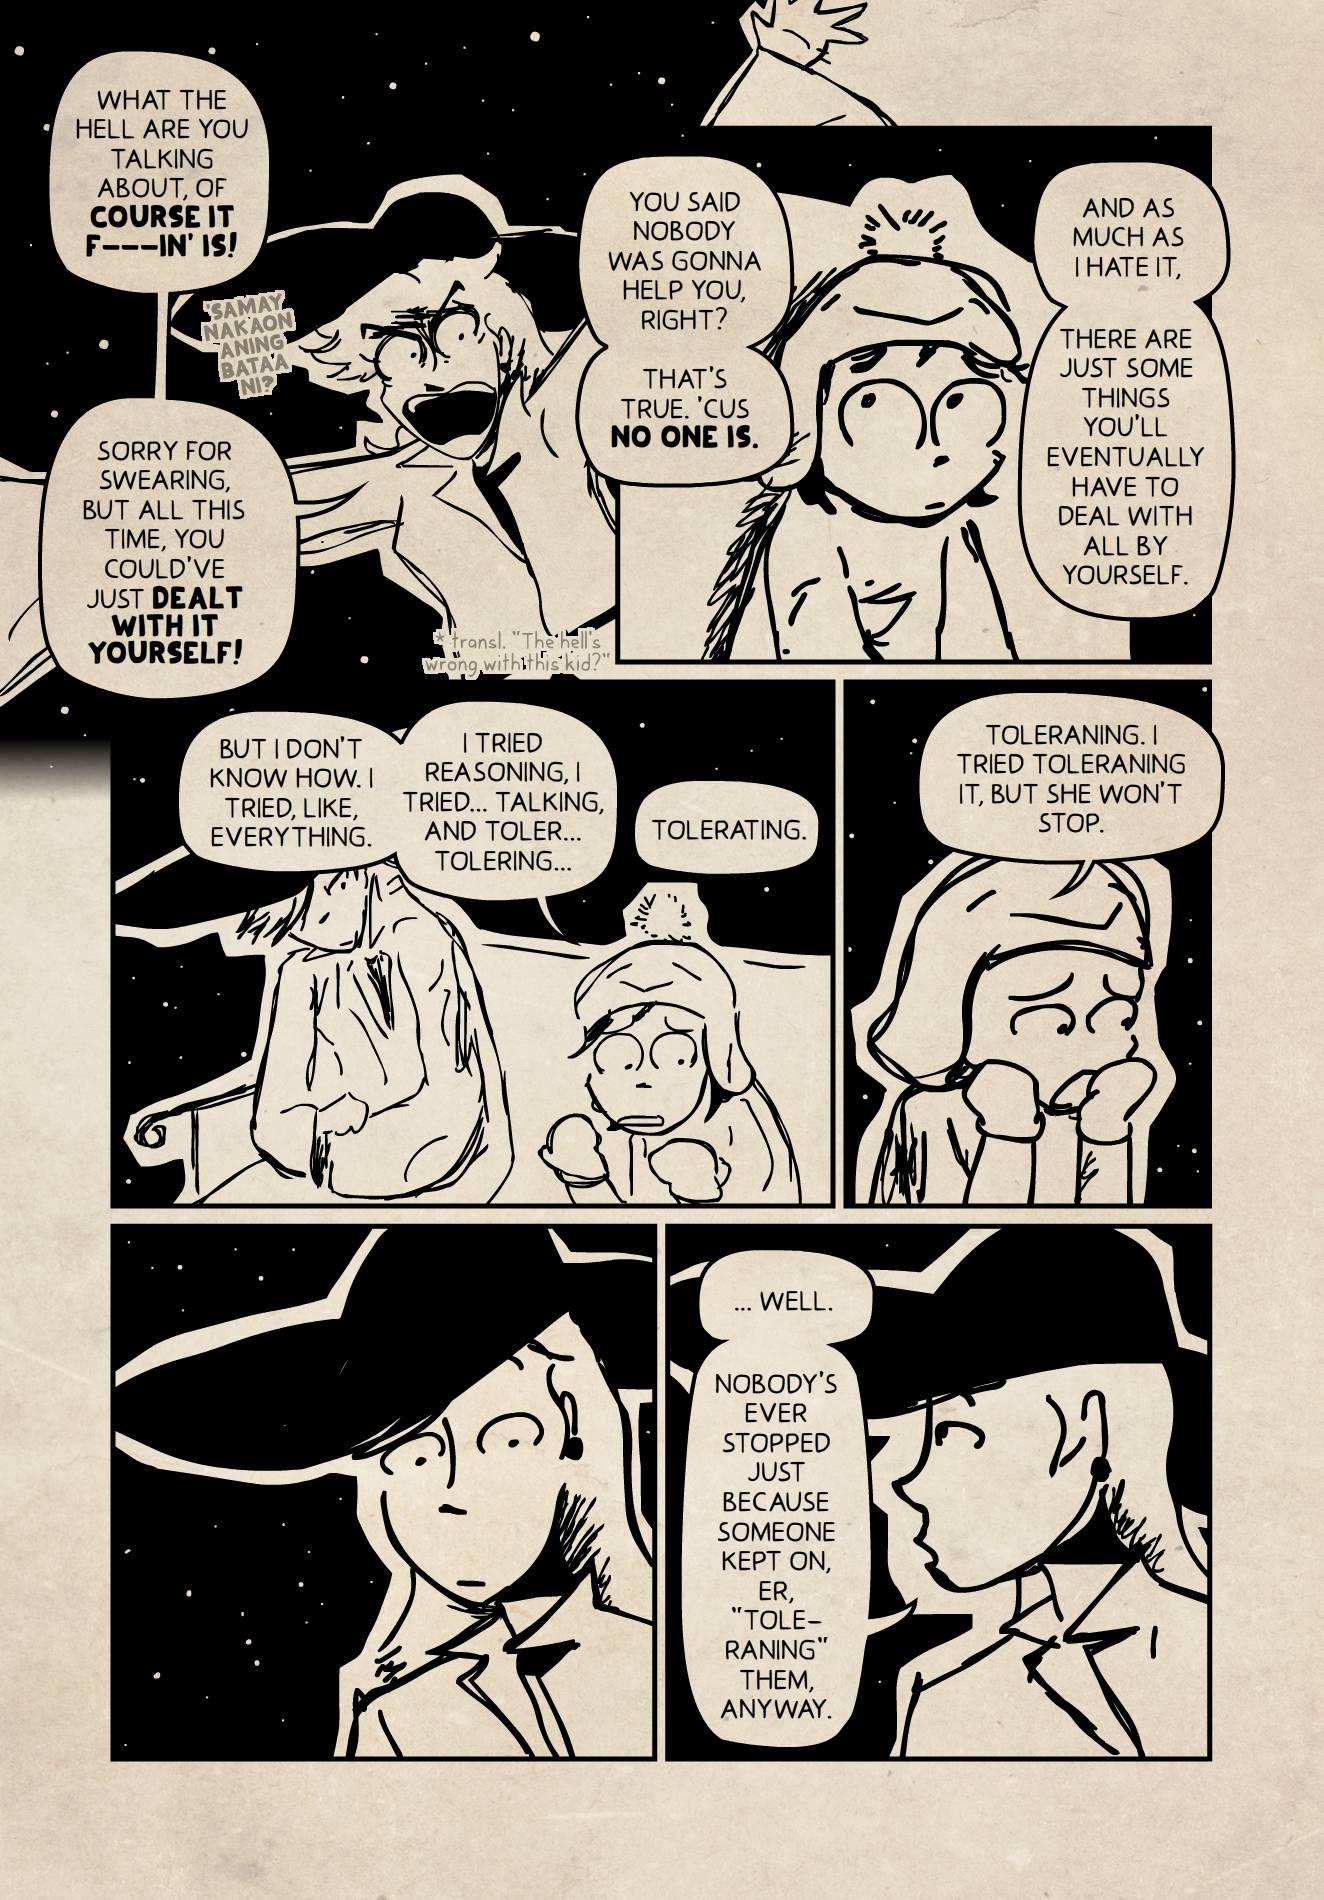 WHAT THE
HELL ARE YOU
TALKING
ABOUT, OF
COURSE IT
F---IN' IS!
'SAMAY
NAKAON
ANING
BATAA
NI?
SORRY FOR
SWEARING,
BUT ALL THIS
TIME, YOU
COULD'VE
JUST DEALT
WITH IT
YOURSELF!
* transl. "The hell's
wrong with this kid?"
YOU SAID
NOBODY
WAS GONNA
HELP YOU,
RIGHT?
THAT'S
TRUE. 'CUS
NO ONE IS.
AND AS
MUCH AS
I HATE IT,
THERE ARE
JUST SOME
THINGS
YOU'LL
EVENTUALLY
HAVE TO
DEAL WITH
ALL BY
YOURSELF.
BUT I DON'T
KNOW HOW. I
TRIED, LIKE,
EVERYTHING.
I TRIED
REASONING, I
TRIED... TALKING,
AND TOLER...
TOLERING...
TOLERATING.
TOLERANING. I
TRIED TOLERANING
IT, BUT SHE WON'T
STOP.
... WELL.
NOBODY'S
EVER
STOPPED
JUST
BECAUSE
SOMEONE
KEPT ON,
ER,
"TOLE-
RANING"
THEM,
ANYWAY.